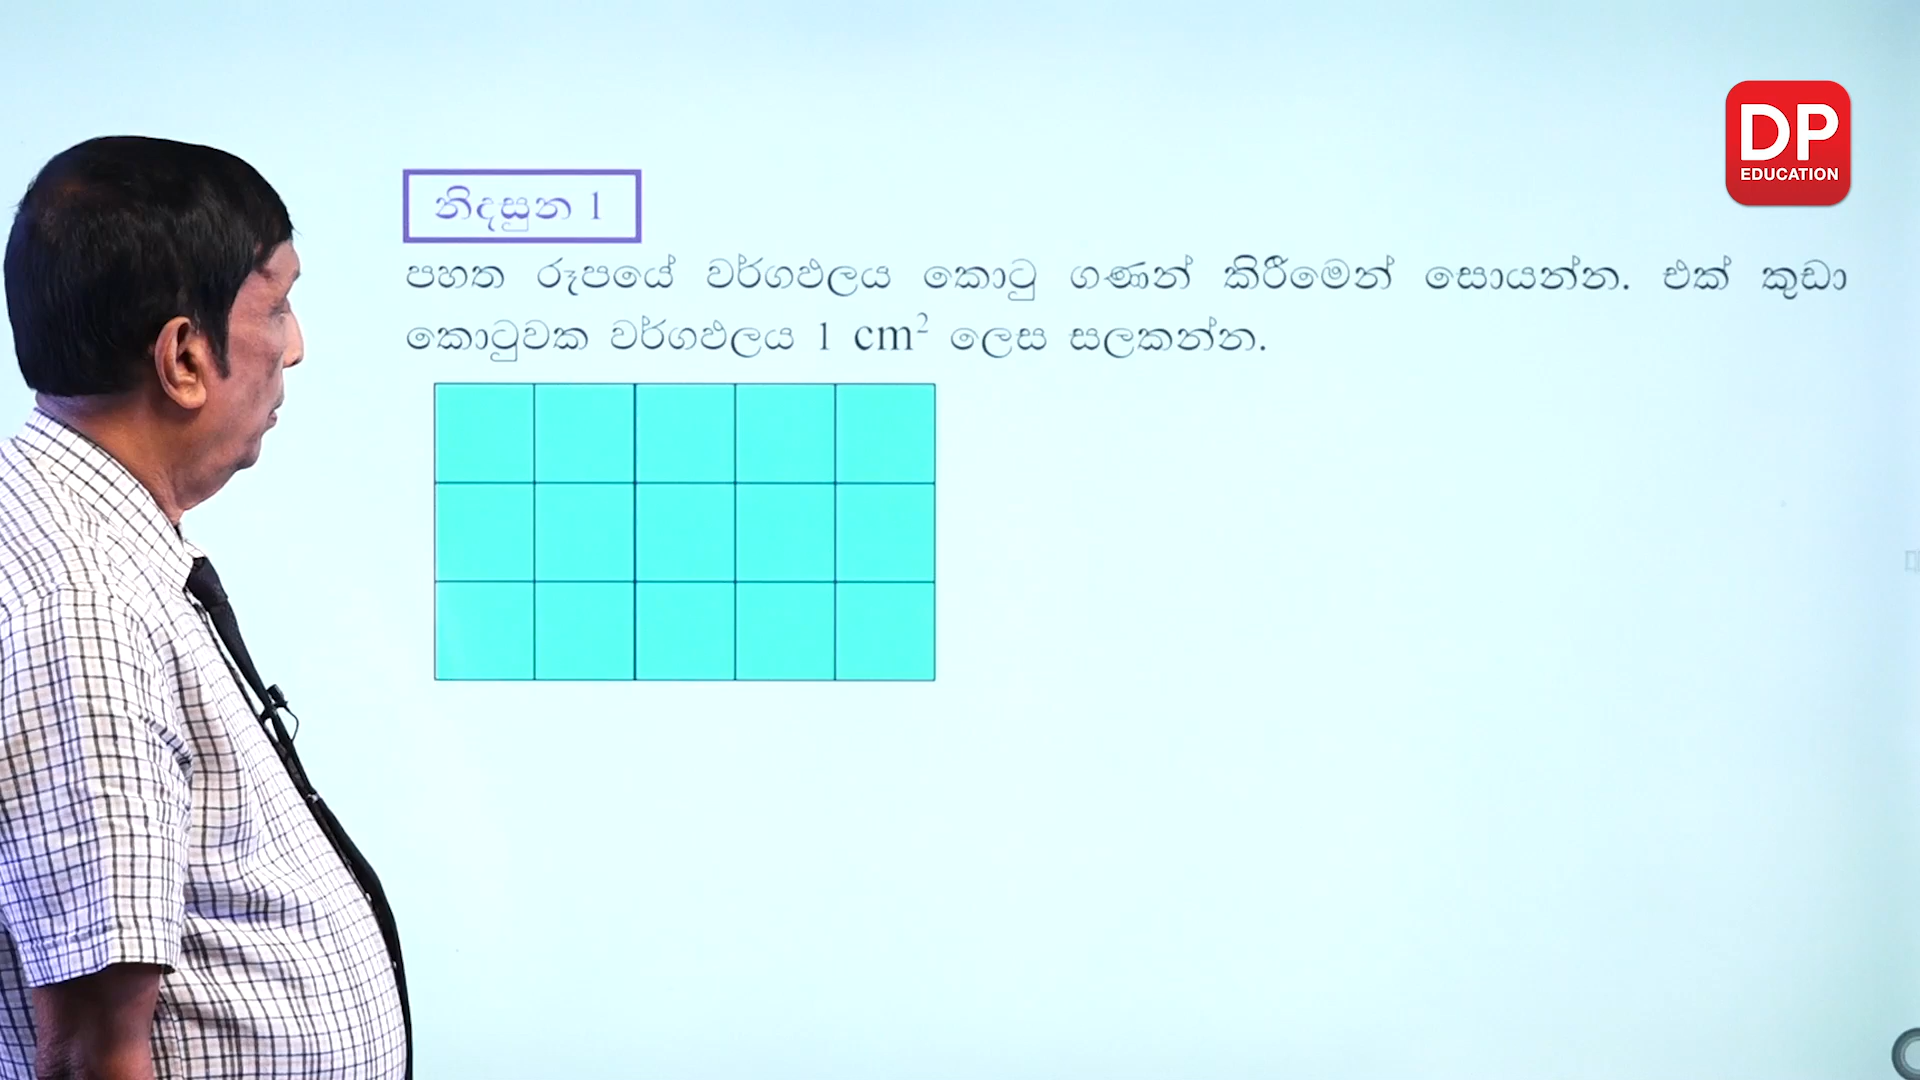 DP
EDUCATION
නිදසුන 1
පහත රූපයේ වර්ගඵලය කොටු ගණන් කිරීමෙන් සොයන්න. එක් කුඩා
කොටුවක වර්ගඵලය 1 cm² ලෙස සලකන්න.